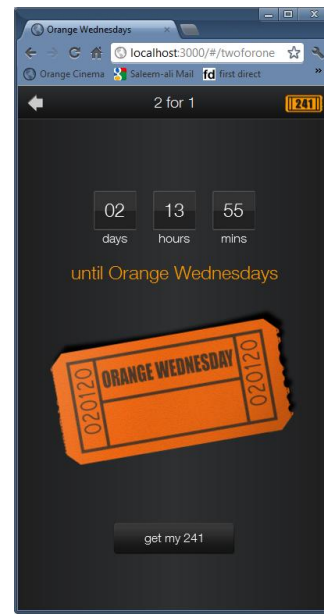 Orange Wednesdays
localhost:3000/#/twoforone
Orange Cinema Saleem-ali Mail fd first direct »
2 for 1 241
02 13 55
days hours mins
until Orange Wednesdays
020120 ORANGE WEDNESDAY 020120
get my 241